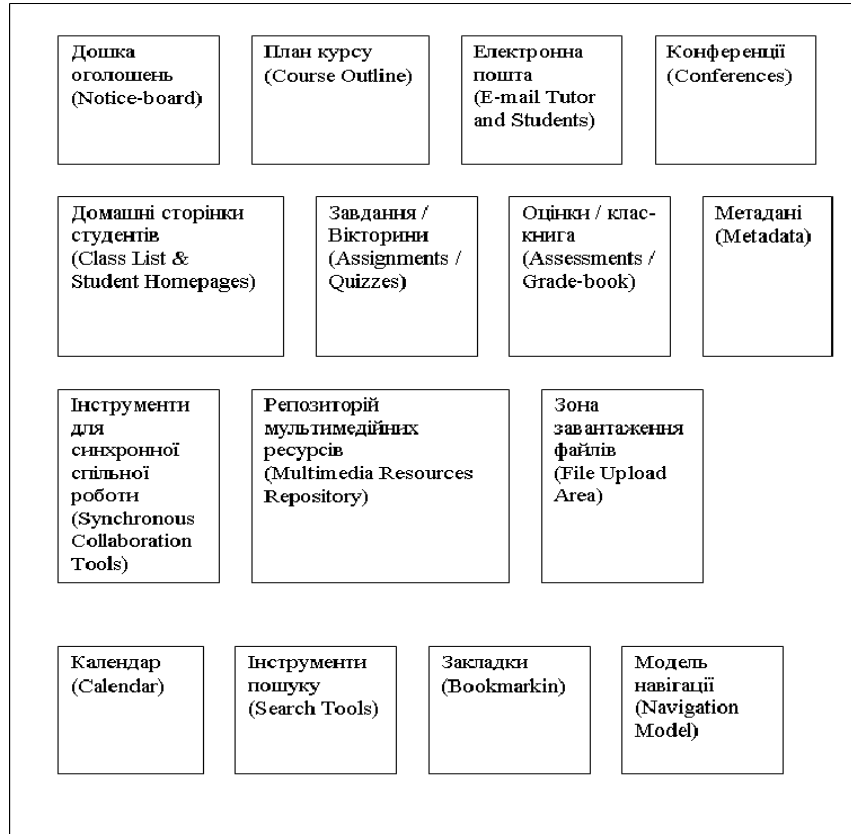 Дошка
оголошень
(Notice-board)
План курсу
(Course Outline)
Електронна
пошта
(E-mail Tutor
and Students)
Конференції
(Conferences)
Домашні сторінки
студентів
(Class List &
Student Homepages)
Завдання /
Вікторини
(Assignments /
Quizzes)
Оцінки / клас-
книга
(Assessments /
Grade-book)
Метадані
(Metadata)
Інструменти
для
синхронної
спільної
роботи
(Synchronous
Collaboration
Tools)
Репозиторій
мультимедійних
ресурсів
(Multimedia Resources
Repository)
Зона
завантаження
файлів
(File Upload
Area)
Календар
(Calendar)
Інструменти
пошуку
(Search Tools)
Закладки
(Bookmarkin)
Модель
навігації
(Navigation
Model)